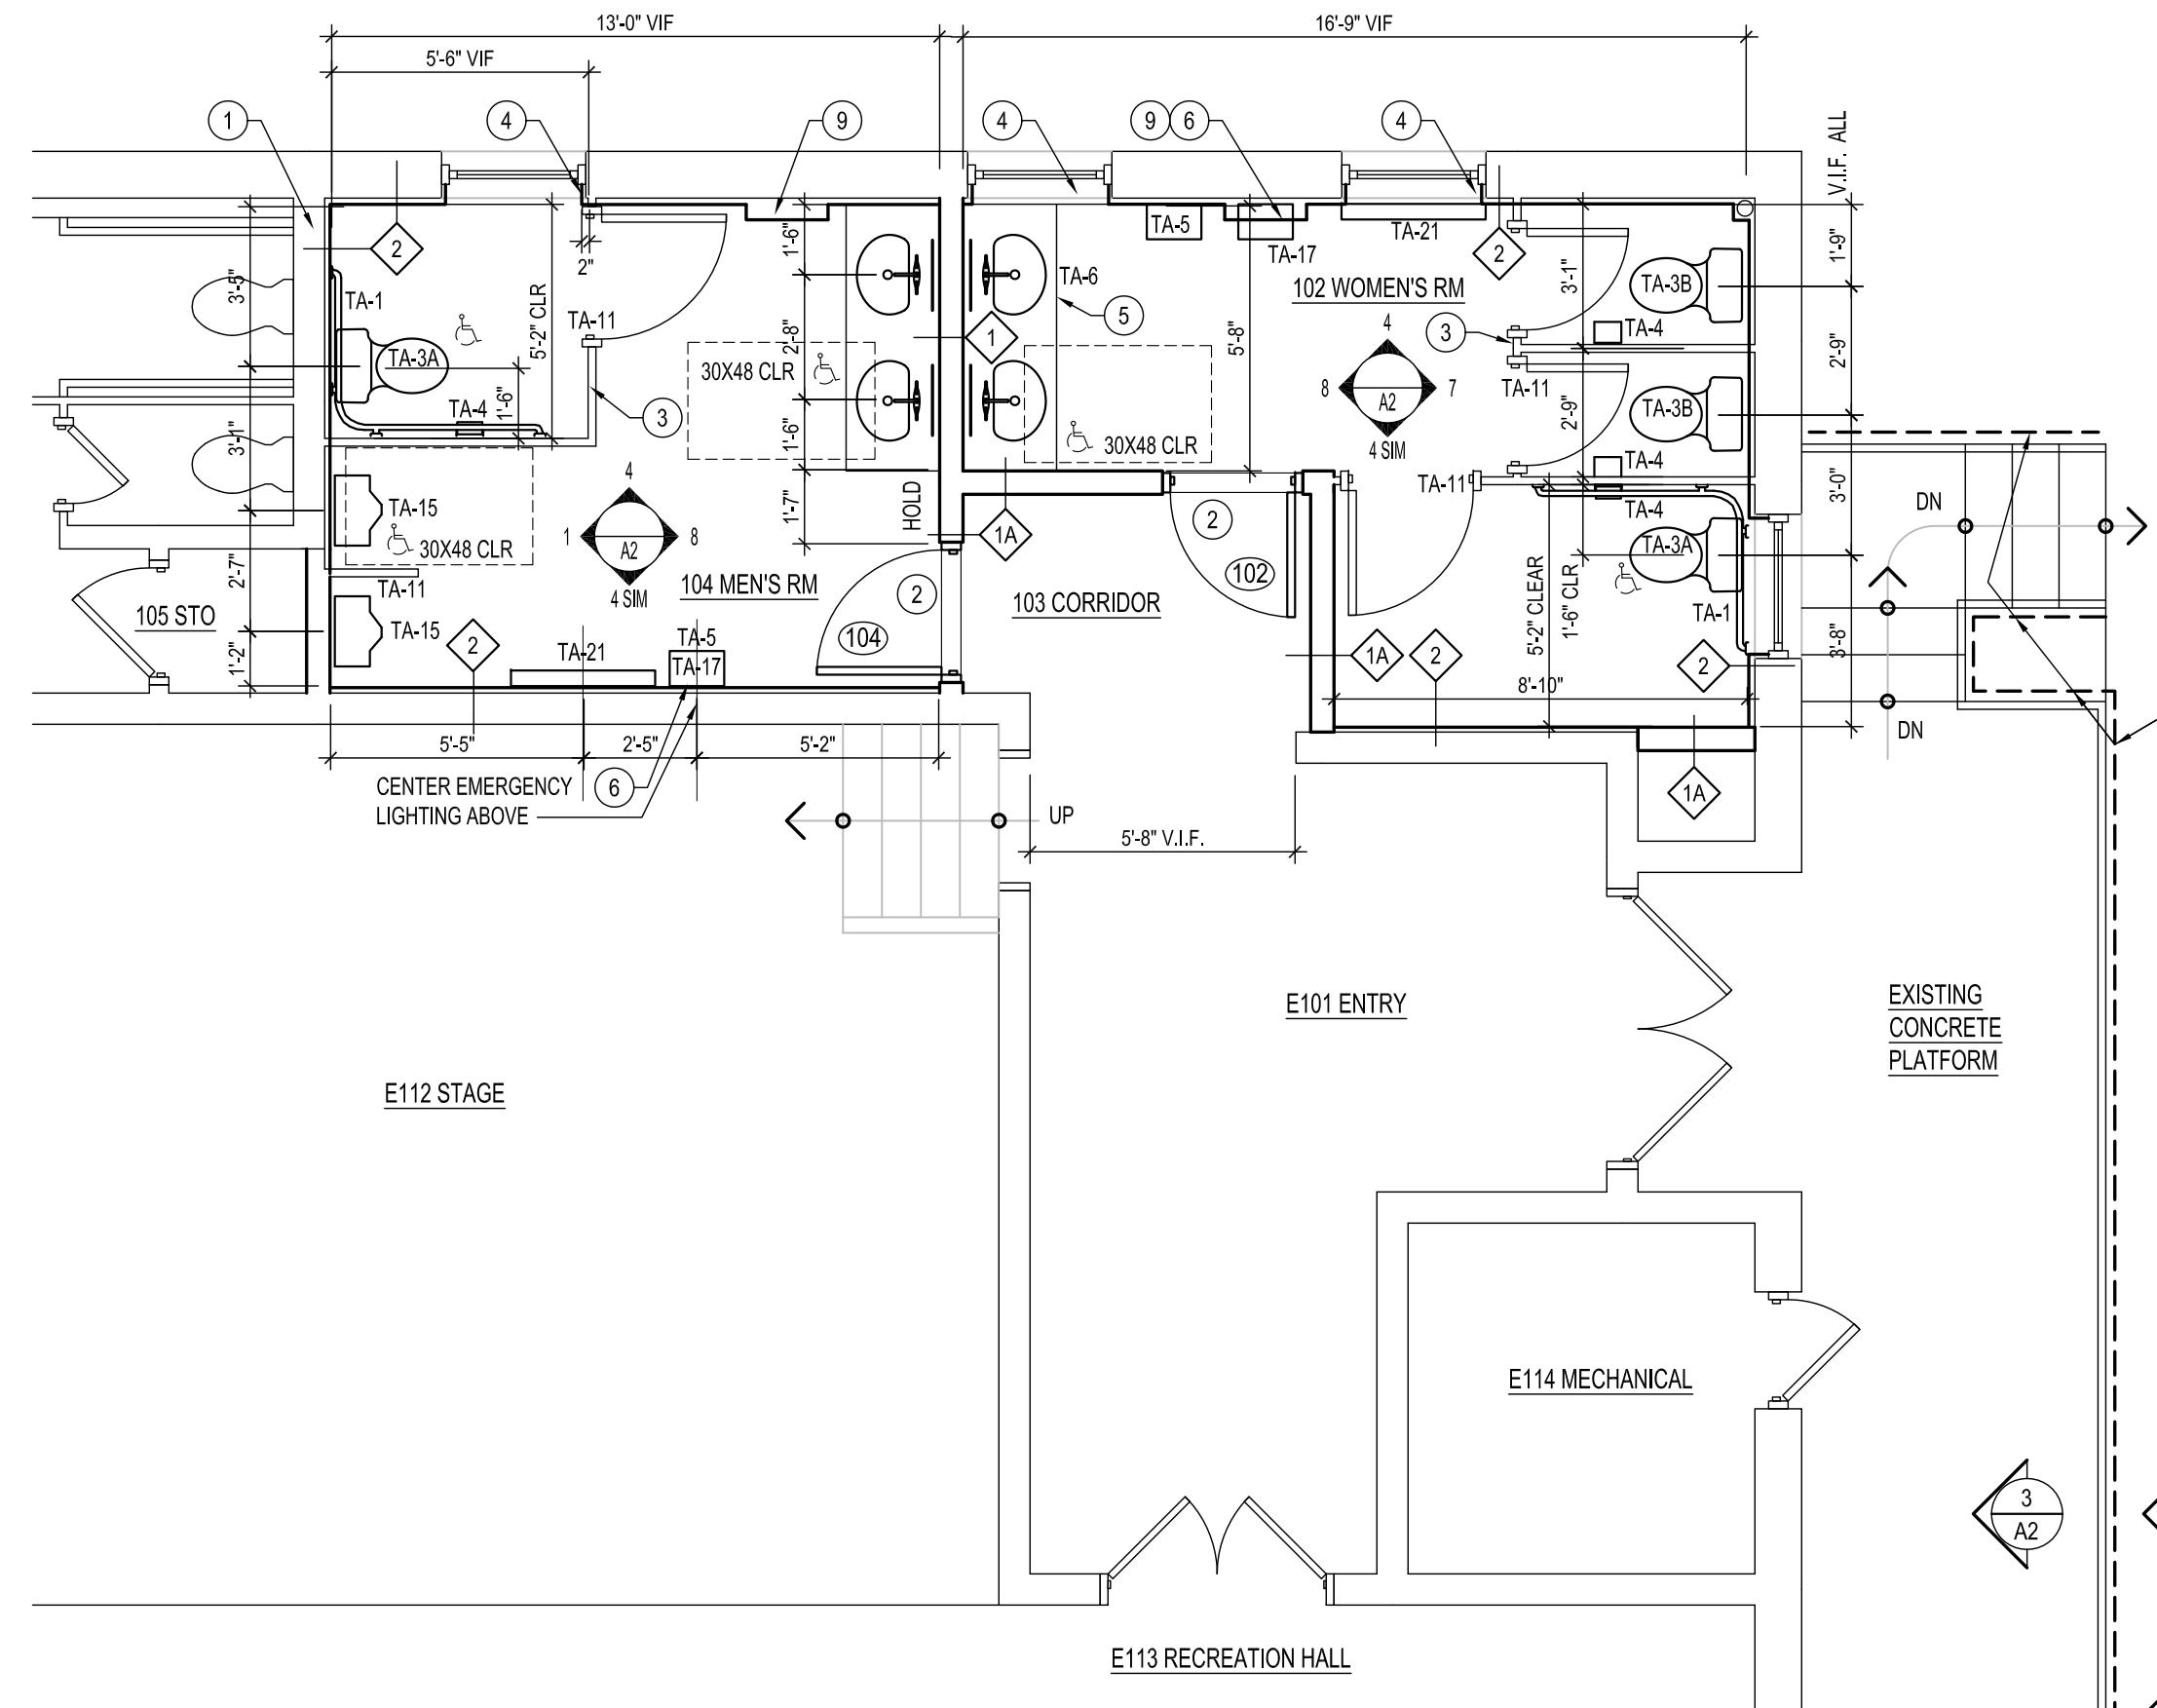 13'-0" VIF
16'-9" VIF
5'-6" VIF
1
4
9
4
9
6
4
V.I.F. ALL
2
2"
3'-5"
TA-1
TA-3A
TA-4
1'-6"
5'-2" CLR
TA-11
3
1'-6"
2'-8"
1'-6"
1'-7"
HOLD
30X48 CLR
1
TA-6
5
TA-5
TA-17
TA-21
2
102 WOMEN'S RM
5'-8"
30X48 CLR
4
8
7
A2
4 SIM
3
TA-11
3'-1"
2'-9"
TA-3B
TA-4
TA-3B
TA-4
1'-9"
2'-9"
3'-0"
3'-8"
3'-1"
2'-7"
1'-2"
TA-15
30X48 CLR
TA-11
TA-15
4
1
8
A2
4 SIM
104 MEN'S RM
105 STO
2
TA-21
TA-5
TA-17
2
104
1A
103 CORRIDOR
2
102
TA-11
TA-4
TA-3A
TA-1
5'-2" CLEAR
1'-6" CLR
1A
2
2
8'-10"
1A
DN
DN
5'-5"
2'-5"
5'-2"
CENTER EMERGENCY
LIGHTING ABOVE
6
UP
5'-8" V.I.F.
E101 ENTRY
EXISTING
CONCRETE
PLATFORM
E112 STAGE
E114 MECHANICAL
3
A2
E113 RECREATION HALL